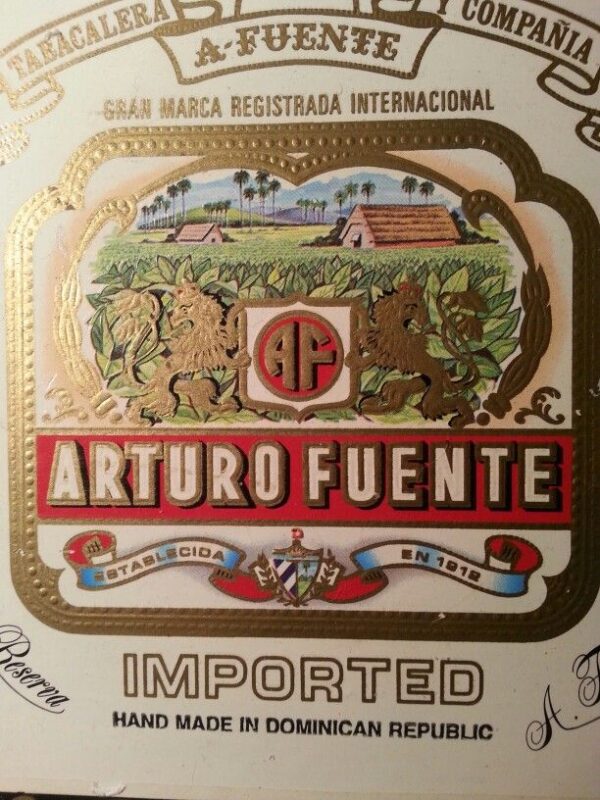 TABACALERA A. FUENTE Y COMPAÑIA
GRAN MARCA REGISTRADA INTERNACIONAL
AF
ARTURO FUENTE
ESTABLECIDA EN 1912
Reserva
IMPORTED
HAND MADE IN DOMINICAN REPUBLIC